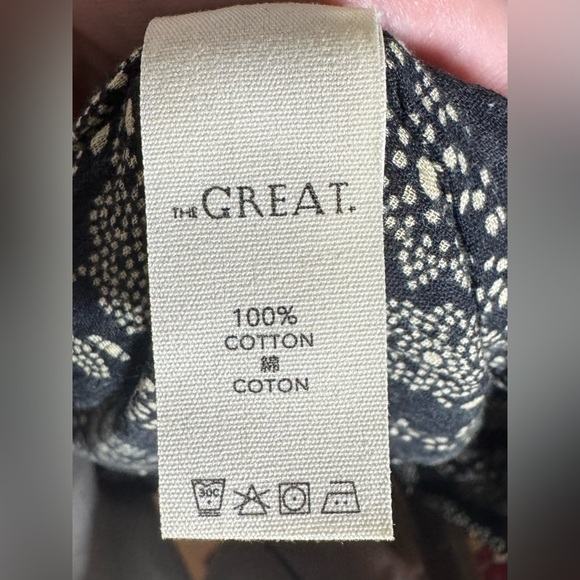 THE GREAT.
100%
COTTON
綿
COTON
30C